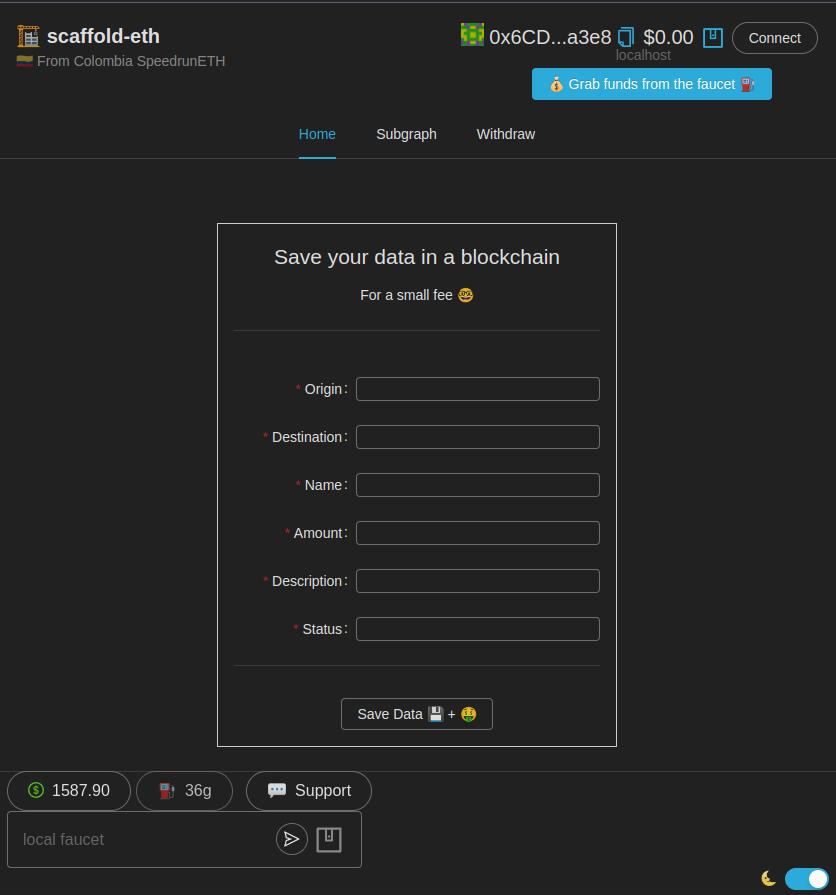 scaffold-eth
From Colombia SpeedrunETH
0x6CD...a3e8 $0.00 Connect
localhost
💰 Grab funds from the faucet ⛽
Home Subgraph Withdraw
Save your data in a blockchain
For a small fee 🤓
* Origin:
* Destination:
* Name:
* Amount:
* Description:
* Status:
Save Data 💾 + 🤑
1587.90 36g Support
local faucet